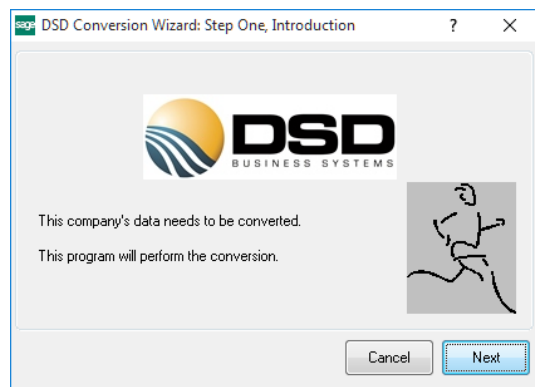 sage DSD Conversion Wizard: Step One, Introduction ? X
DSD
BUSINESS SYSTEMS
This company's data needs to be converted.
This program will perform the conversion.
Cancel Next